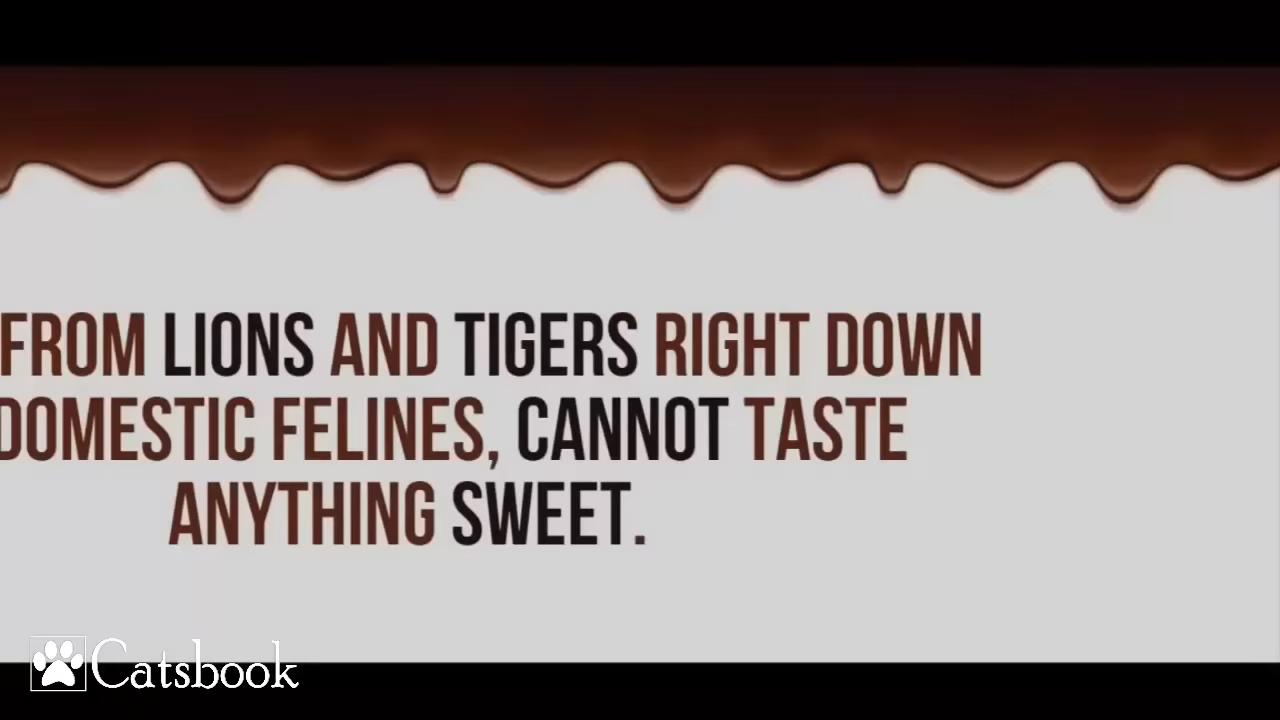 FROM LIONS AND TIGERS RIGHT DOWN
DOMESTIC FELINES, CANNOT TASTE
ANYTHING SWEET.
Catsbook